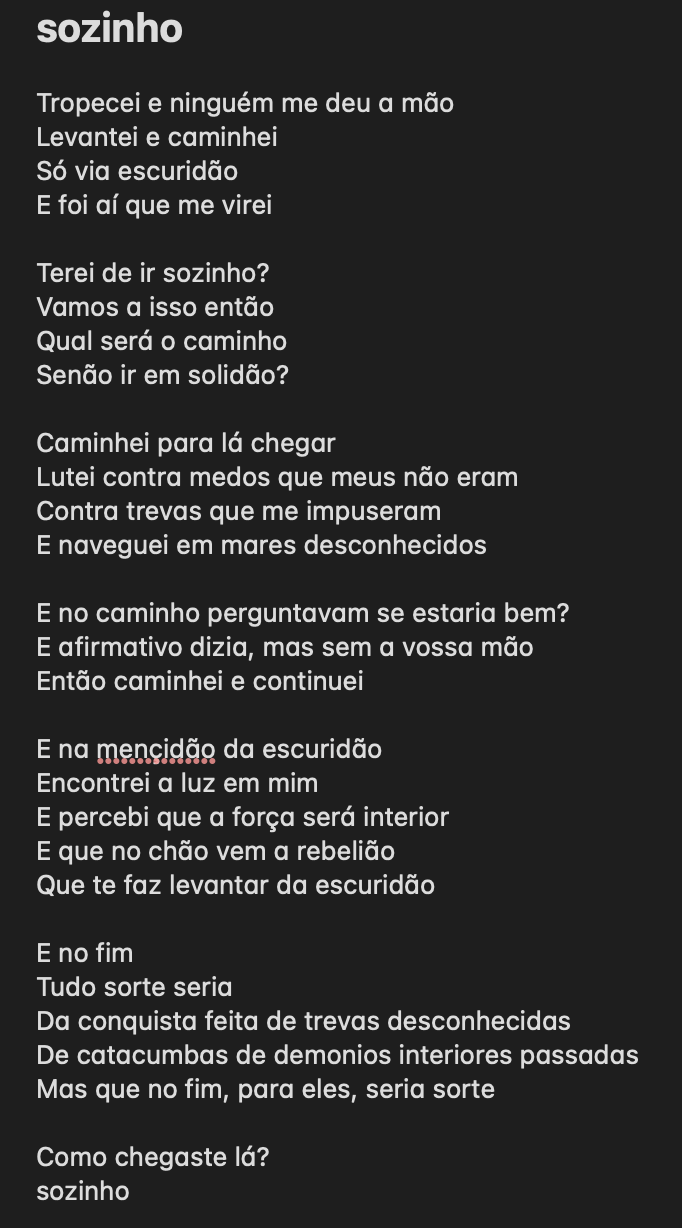 sozinho
Tropecei e ninguém me deu a mão
Levantei e caminhei
Só via escuridão
E foi aí que me virei
Terei de ir sozinho?
Vamos a isso então
Qual será o caminho
Senão ir em solidão?
Caminhei para lá chegar
Lutei contra medos que meus não eram
Contra trevas que me impuseram
E naveguei em mares desconhecidos
E no caminho perguntavam se estaria bem?
E afirmativo dizia, mas sem a vossa mão
Então caminhei e continuei
E na mençidão da escuridão
Encontrei a luz em mim
E percebi que a força será interior
E que no chão vem a rebelião
Que te faz levantar da escuridão
E no fim
Tudo sorte seria
Da conquista feita de trevas desconhecidas
De catacumbas de demonios interiores passadas
Mas que no fim, para eles, seria sorte
Como chegaste lá?
sozinho